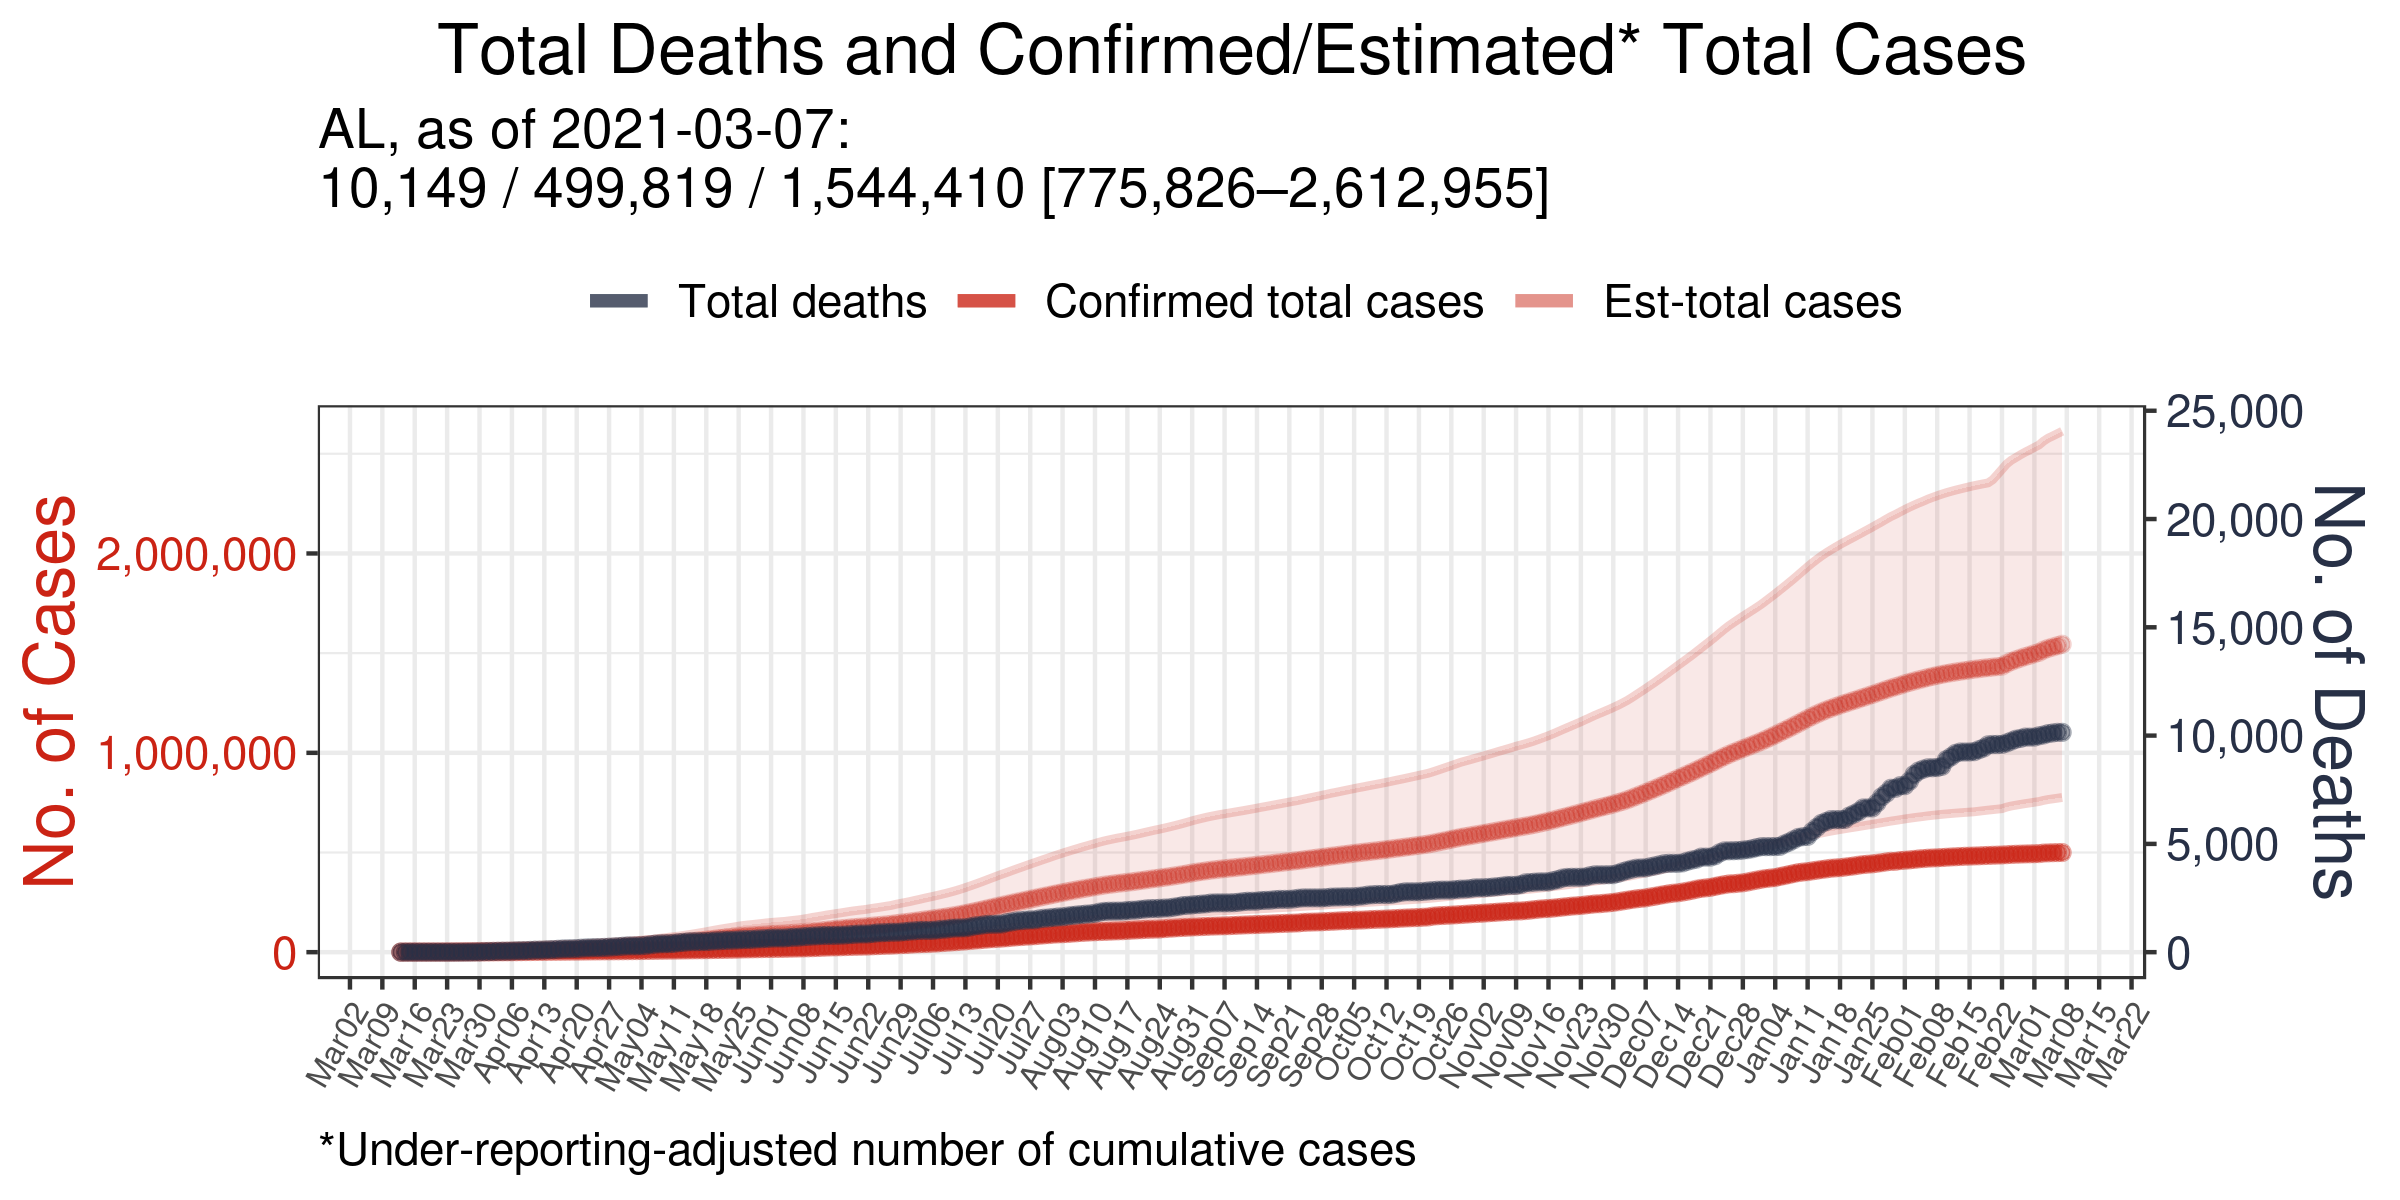 Total Deaths and Confirmed/Estimated* Total Cases
AL, as of 2021-03-07:
10,149 / 499,819 / 1,544,410 [775,826–2,612,955]
Total deaths
Confirmed total cases
Est-total cases
No. of Cases
2,000,000
1,000,000
0
25,000
20,000
15,000
10,000
5,000
0
No. of Deaths
Mar02
Mar09
Mar16
Mar23
Mar30
Apr06
Apr13
Apr20
Apr27
May04
May11
May18
May25
Jun01
Jun08
Jun15
Jun22
Jun29
Jul06
Jul13
Jul20
Jul27
Aug03
Aug10
Aug17
Aug24
Aug31
Sep07
Sep14
Sep21
Sep28
Oct05
Oct12
Oct19
Oct26
Nov02
Nov09
Nov16
Nov23
Nov30
Dec07
Dec14
Dec21
Dec28
Jan04
Jan11
Jan18
Jan25
Feb01
Feb08
Feb15
Feb22
Mar01
Mar08
Mar15
Mar22
*Under-reporting-adjusted number of cumulative cases